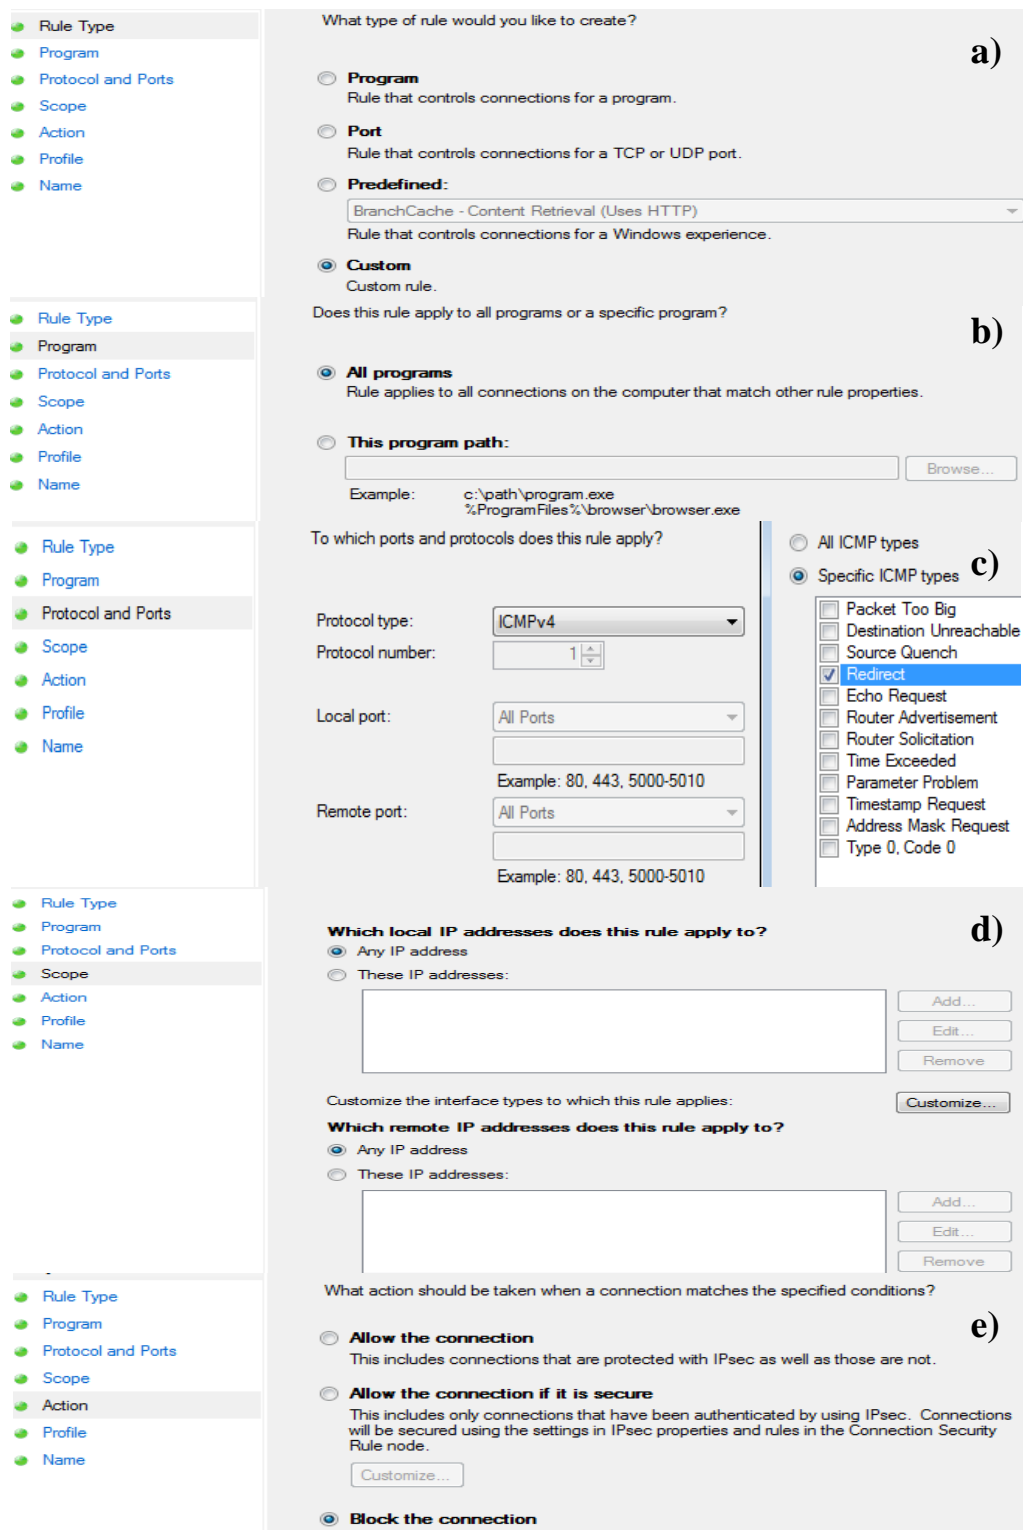 Rule Type
Program
Protocol and Ports
Scope
Action
Profile
Name
What type of rule would you like to create?
a)
Program
Rule that controls connections for a program.
Port
Rule that controls connections for a TCP or UDP port.
Predefined:
BranchCache - Content Retrieval (Uses HTTP)
Rule that controls connections for a Windows experience.
Custom
Custom rule.
Rule Type
Program
Protocol and Ports
Scope
Action
Profile
Name
Does this rule apply to all programs or a specific program?
b)
All programs
Rule applies to all connections on the computer that match other rule properties.
This program path:
Browse...
Example: c:\path\program.exe
%ProgramFiles%\browser\browser.exe
Rule Type
Program
Protocol and Ports
Scope
Action
Profile
Name
To which ports and protocols does this rule apply?
Protocol type: ICMPv4
Protocol number: 1
Local port: All Ports
Example: 80, 443, 5000-5010
Remote port: All Ports
Example: 80, 443, 5000-5010
c)
All ICMP types
Specific ICMP types
Packet Too Big
Destination Unreachable
Source Quench
Redirect
Echo Request
Router Advertisement
Router Solicitation
Time Exceeded
Parameter Problem
Timestamp Request
Address Mask Request
Type 0, Code 0
Rule Type
Program
Protocol and Ports
Scope
Action
Profile
Name
d)
Which local IP addresses does this rule apply to?
Any IP address
These IP addresses:
Add...
Edit...
Remove
Customize the interface types to which this rule applies: Customize...
Which remote IP addresses does this rule apply to?
Any IP address
These IP addresses:
Add...
Edit...
Remove
Rule Type
Program
Protocol and Ports
Scope
Action
Profile
Name
What action should be taken when a connection matches the specified conditions?
e)
Allow the connection
This includes connections that are protected with IPsec as well as those are not.
Allow the connection if it is secure
This includes only connections that have been authenticated by using IPsec. Connections
will be secured using the settings in IPsec properties and rules in the Connection Security
Rule node.
Customize...
Block the connection